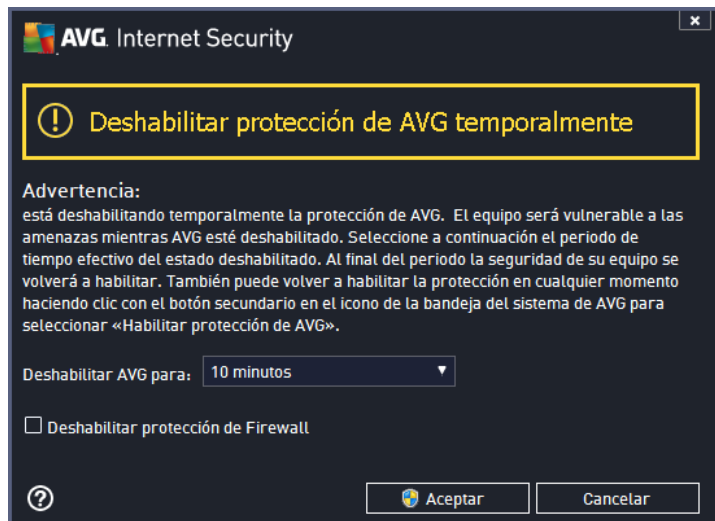 AVG. Internet Security
Deshabilitar protección de AVG temporalmente
Advertencia:
está deshabilitando temporalmente la protección de AVG. El equipo será vulnerable a las
amenazas mientras AVG esté deshabilitado. Seleccione a continuación el periodo de
tiempo efectivo del estado deshabilitado. Al final del periodo la seguridad de su equipo se
volverá a habilitar. También puede volver a habilitar la protección en cualquier momento
haciendo clic con el botón secundario en el icono de la bandeja del sistema de AVG para
seleccionar «Habilitar protección de AVG».
Deshabilitar AVG para: 10 minutos
Deshabilitar protección de Firewall
Aceptar Cancelar